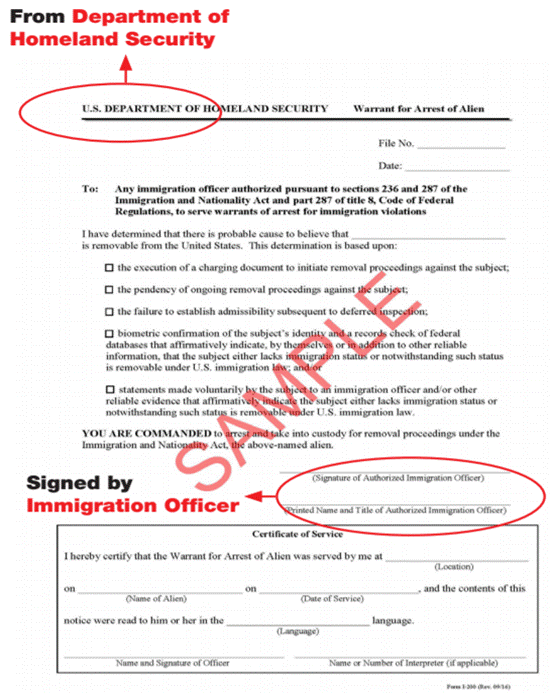 From Department of
Homeland Security
U.S. DEPARTMENT OF HOMELAND SECURITY Warrant for Arrest of Alien
File No.
Date:
To: Any immigration officer authorized pursuant to sections 236 and 287 of the
Immigration and Nationality Act and part 287 of title 8, Code of Federal
Regulations, to serve warrants of arrest for immigration violations
I have determined that there is probable cause to believe that
is removable from the United States. This determination is based upon:
the execution of a charging document to initiate removal proceedings against the subject;
the pendency of ongoing removal proceedings against the subject;
the failure to establish admissibility subsequent to deferred inspection;
biometric confirmation of the subject's identity and a records check of federal
databases that affirmatively indicate, by themselves or in addition to other reliable
information, that the subject either lacks immigration status or notwithstanding such status
is removable under U.S. immigration law; and/or
statements made voluntarily by the subject to an immigration officer and/or other
reliable evidence that affirmatively indicate the subject either lacks immigration status or
notwithstanding such status is removable under U.S. immigration law.
SAMPLE
YOU ARE COMMANDED to arrest and take into custody for removal proceedings under the
Immigration and Nationality Act, the above-named alien.
Signed by
Immigration Officer
(Signature of Authorized Immigration Officer)
(Printed Name and Title of Authorized Immigration Officer)
Certificate of Service
I hereby certify that the Warrant for Arrest of Alien was served by me at
(Location)
on on , and the contents of this
(Name of Alien) (Date of Service)
notice were read to him or her in the language.
(Language)
Name and Signature of Officer Name or Number of Interpreter (if applicable)
Form I-200 (Rev. 09/16)